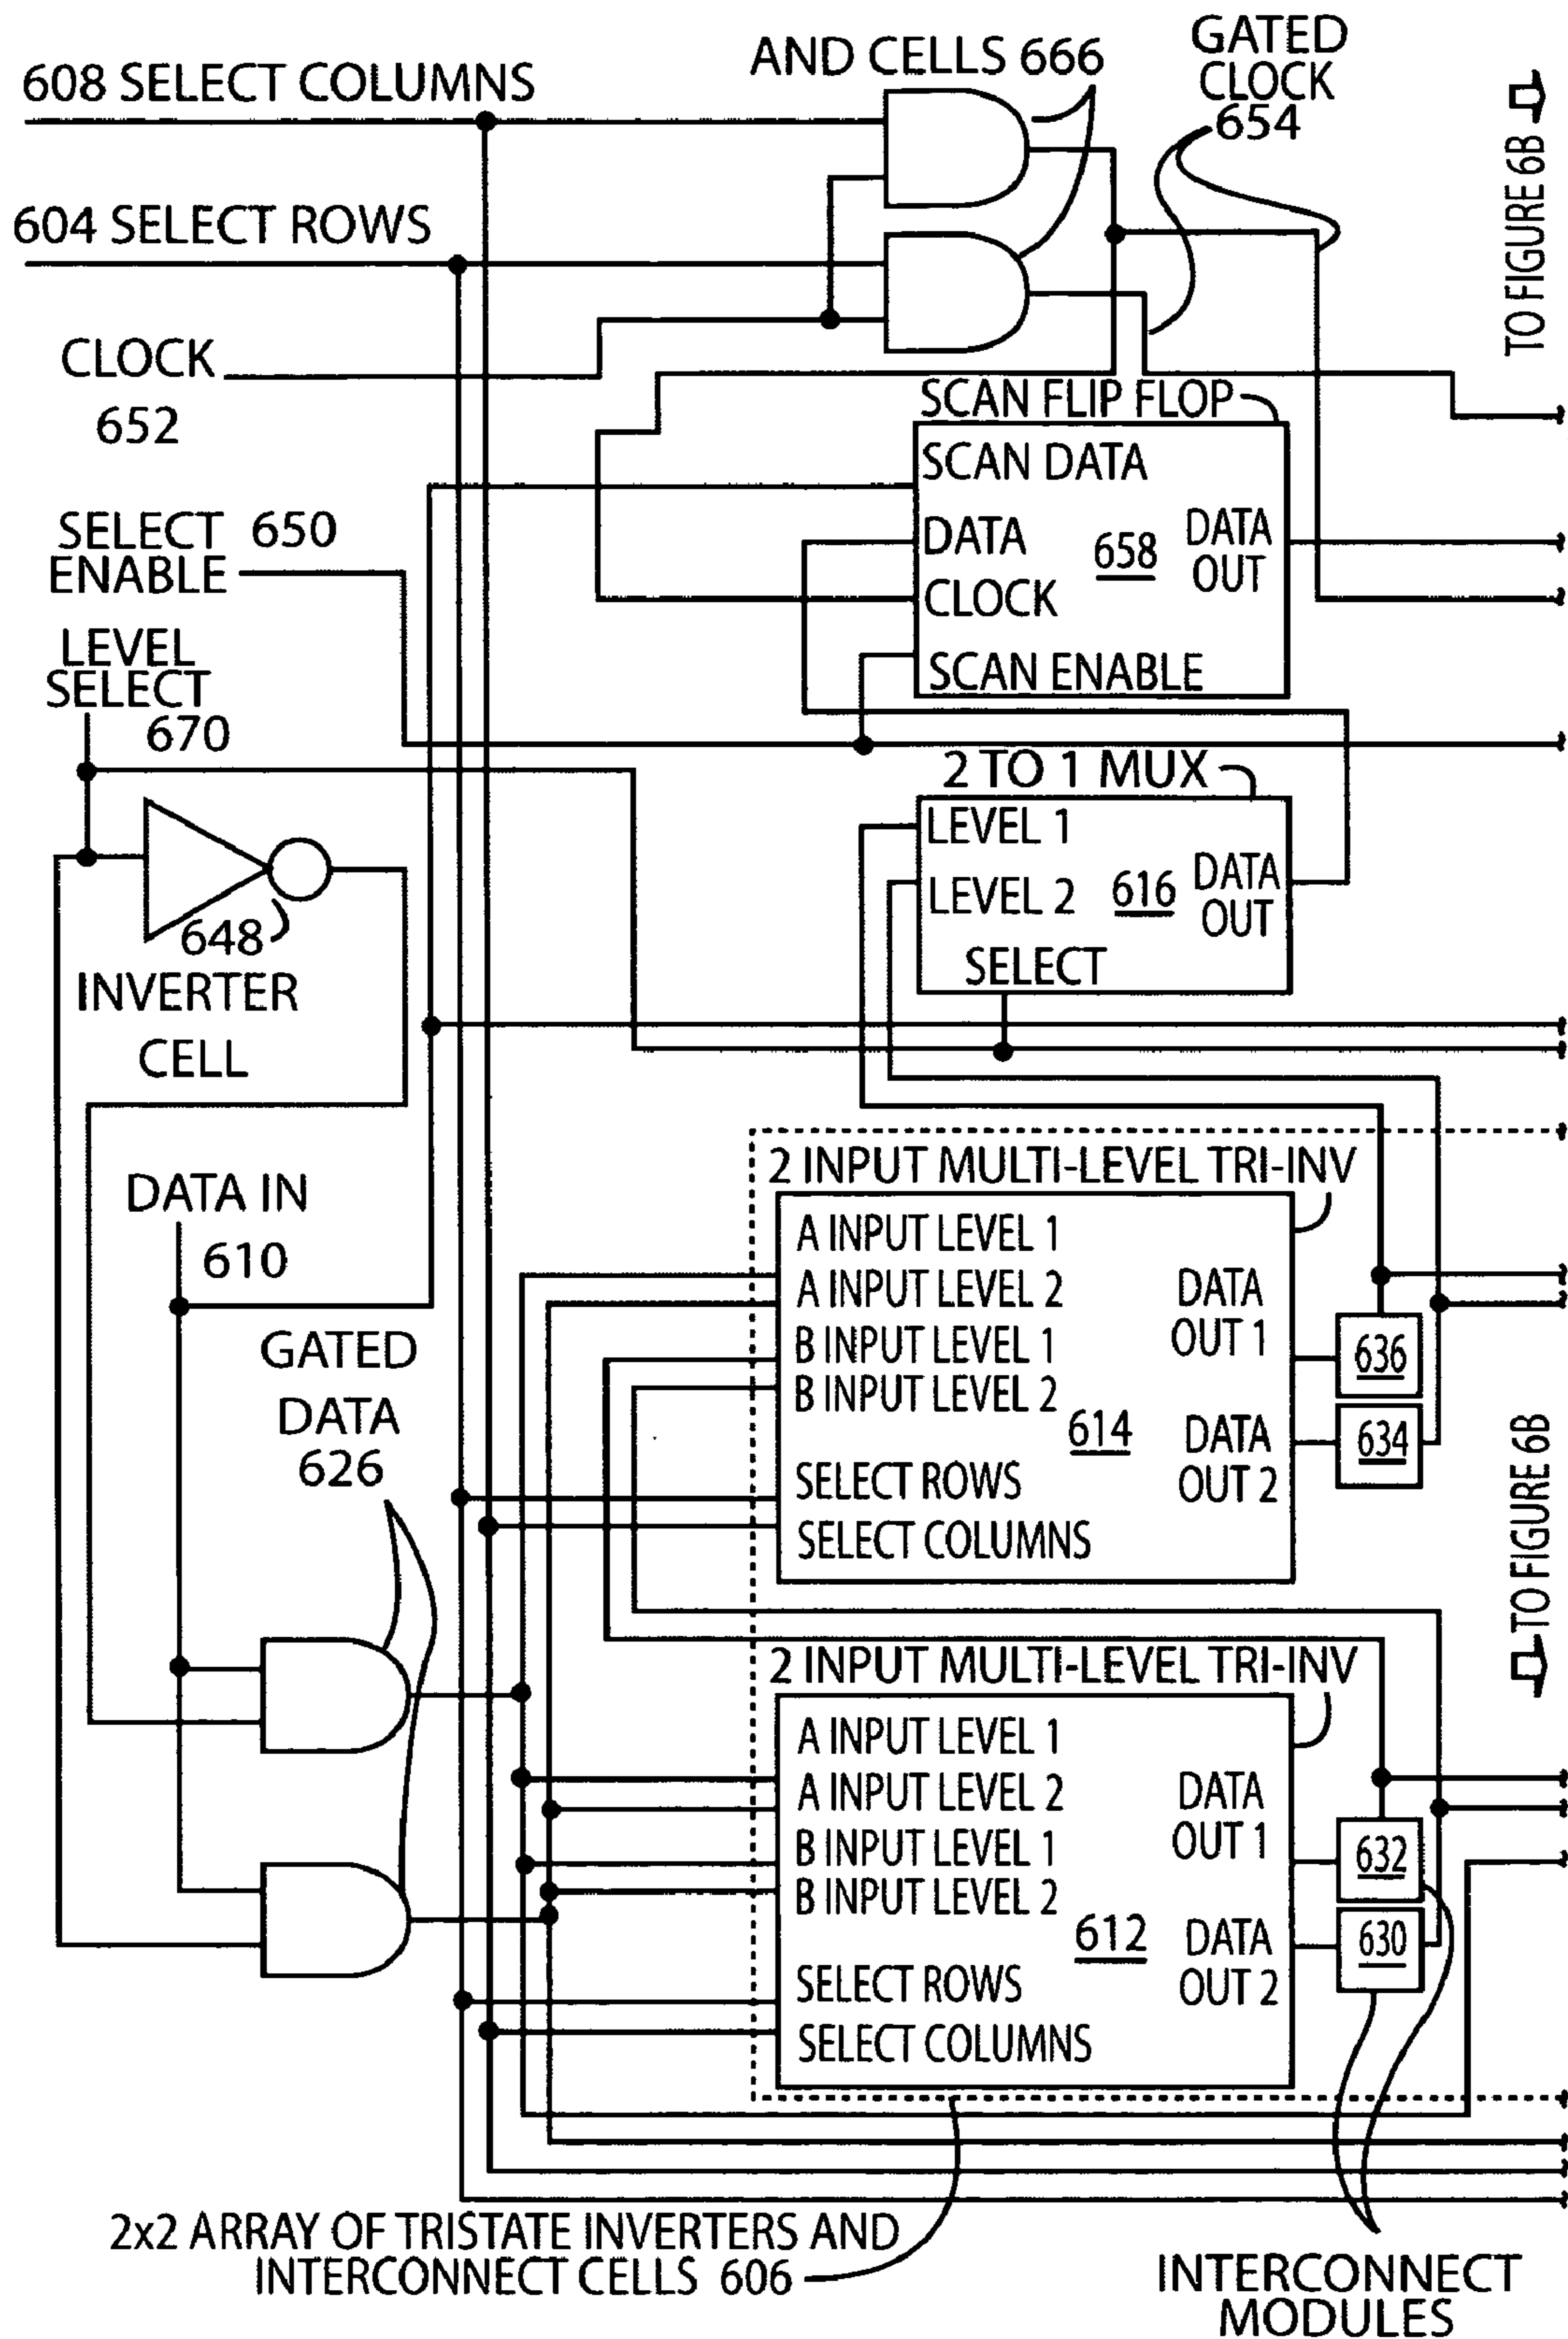 608 SELECT COLUMNS
AND CELLS 666
GATED
CLOCK
654
TO FIGURE 6B
604 SELECT ROWS
CLOCK
652
SCAN FLIP FLOP
SCAN DATA
DATA
CLOCK
SCAN ENABLE
658
DATA
OUT
SELECT 650
ENABLE
LEVEL
SELECT
670
2 TO 1 MUX
LEVEL 1
LEVEL 2
SELECT
616
DATA
OUT
648
INVERTER
CELL
DATA IN
610
2 INPUT MULTI-LEVEL TRI-INV
A INPUT LEVEL 1
A INPUT LEVEL 2
B INPUT LEVEL 1
B INPUT LEVEL 2
614
SELECT ROWS
SELECT COLUMNS
DATA
OUT 1
DATA
OUT 2
636
634
GATED
DATA
626
TO FIGURE 6B
2 INPUT MULTI-LEVEL TRI-INV
A INPUT LEVEL 1
A INPUT LEVEL 2
B INPUT LEVEL 1
B INPUT LEVEL 2
612
SELECT ROWS
SELECT COLUMNS
DATA
OUT 1
DATA
OUT 2
632
630
2x2 ARRAY OF TRISTATE INVERTERS AND
INTERCONNECT CELLS 606
INTERCONNECT
MODULES